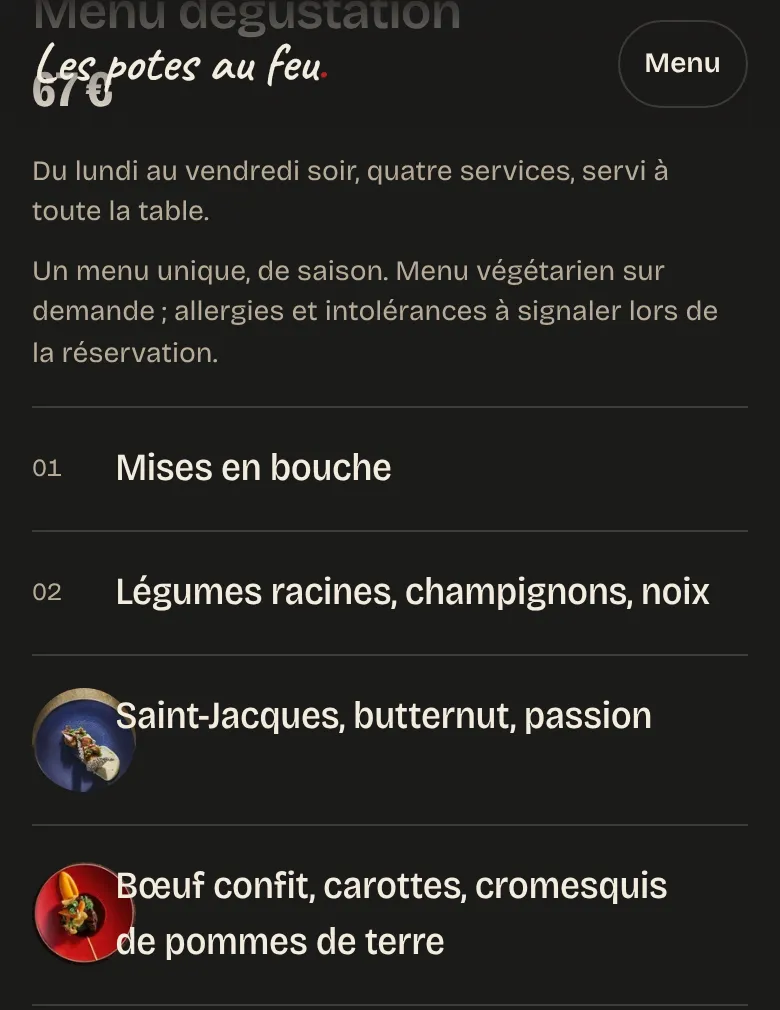 Menu dégustation
Les potes au feu.
67 €
Menu
Du lundi au vendredi soir, quatre services, servi à
toute la table.
Un menu unique, de saison. Menu végétarien sur
demande ; allergies et intolérances à signaler lors de
la réservation.
01 Mises en bouche
02 Légumes racines, champignons, noix
Saint-Jacques, butternut, passion
Bœuf confit, carottes, cromesquis
de pommes de terre